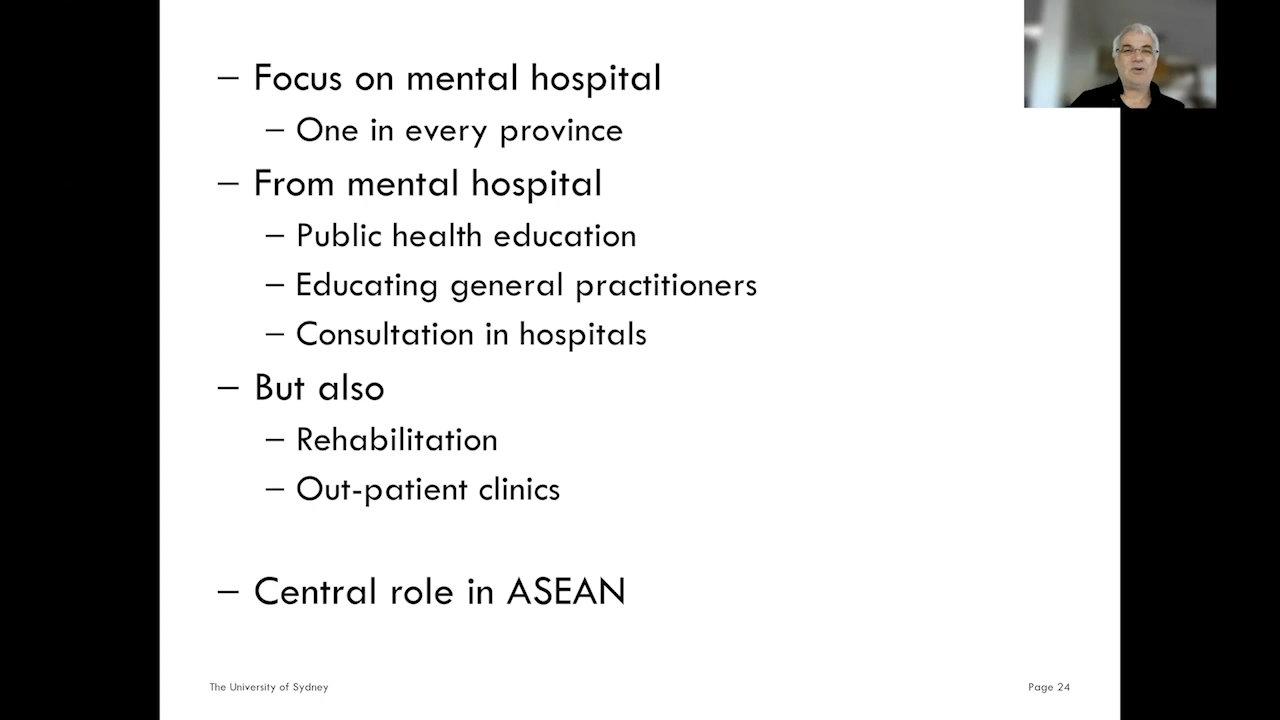 – Focus on mental hospital
– One in every province
– From mental hospital
– Public health education
– Educating general practitioners
– Consultation in hospitals
– But also
– Rehabilitation
– Out-patient clinics
– Central role in ASEAN
The University of Sydney
Page 24